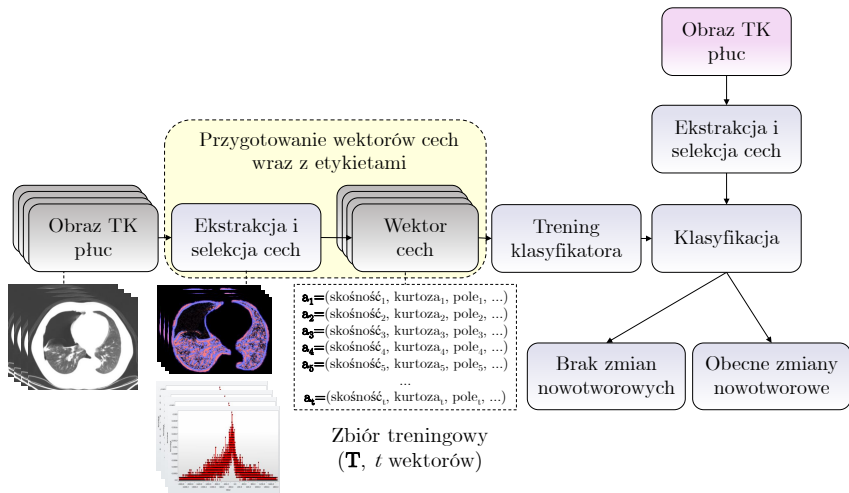 Obraz TK
płuc
Ekstrakcja i
selekcja cech
Przygotowanie wektorów cech
wraz z etykietami
Obraz TK
płuc
Ekstrakcja i
selekcja cech
Wektor
cech
Trening
klasyfikatora
Klasyfikacja
a₁=(skośność₁, kurtoza₁, pole₁, ...)
a₂=(skośność₂, kurtoza₂, pole₂, ...)
a₃=(skośność₃, kurtoza₃, pole₃, ...)
a₄=(skośność₄, kurtoza₄, pole₄, ...)
a₅=(skośność₅, kurtoza₅, pole₅, ...)
...
aₜ=(skośnośćₜ, kurtozaₜ, poleₜ, ...)
Brak zmian
nowotworowych
Obecne zmiany
nowotworowe
Zbiór treningowy
(T, t wektorów)